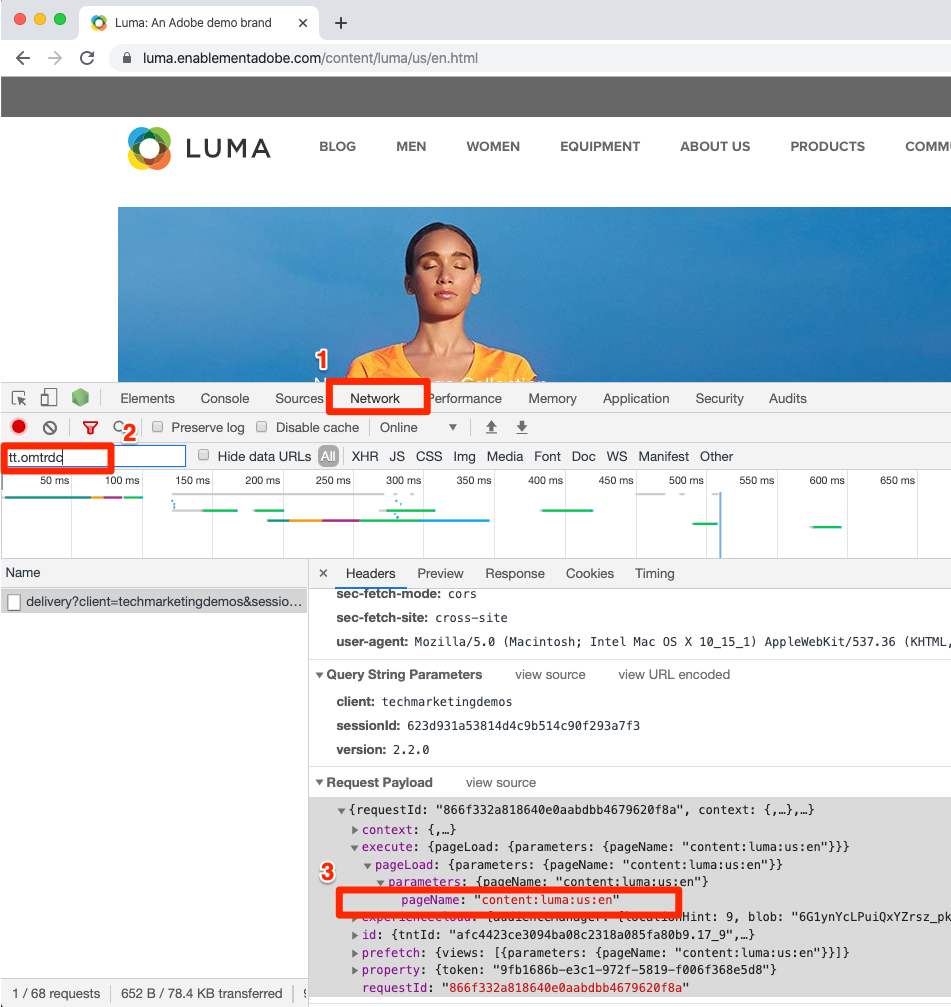 Luma: An Adobe demo brand
luma.enablementadobe.com/content/luma/us/en.html
LUMA
BLOG MEN WOMEN EQUIPMENT ABOUT US PRODUCTS COMMU
1
Elements Console Sources Network Performance Memory Application Security Audits
2
Preserve log Disable cache Online
tt.omtrdc
Hide data URLs All XHR JS CSS Img Media Font Doc WS Manifest Other
50 ms 100 ms 150 ms 200 ms 250 ms 300 ms 350 ms 400 ms 450 ms 500 ms 550 ms 600 ms 650 ms
Name
Headers Preview Response Cookies Timing
delivery?client=techmarketingdemos&sessio…
sec-fetch-mode: cors
sec-fetch-site: cross-site
user-agent: Mozilla/5.0 (Macintosh; Intel Mac OS X 10_15_1) AppleWebKit/537.36 (KHTML,
Query String Parameters view source view URL encoded
client: techmarketingdemos
sessionId: 623d931a53814d4c9b514c90f293a7f3
version: 2.2.0
Request Payload view source
{requestId: "866f332a818640e0aabdbb4679620f8a", context: {,…},…}
context: {,…}
execute: {pageLoad: {parameters: {pageName: "content:luma:us:en"}}}
pageLoad: {parameters: {pageName: "content:luma:us:en"}}
3
parameters: {pageName: "content:luma:us:en"}
pageName: "content:luma:us:en"
experienceCloud: {audienceManager: {locationHint: 9, blob: "6G1ynYcLPuiQxYZrsz_pk
id: {tntId: "afc4423ce3094ba08c2318a085fa80b9.17_9",…}
prefetch: {views: [{parameters: {pageName: "content:luma:us:en"}}]}
property: {token: "9fb1686b-e3c1-972f-5819-f006f368e5d8"}
requestId: "866f332a818640e0aabdbb4679620f8a"
1 / 68 requests 652 B / 78.4 KB transferred